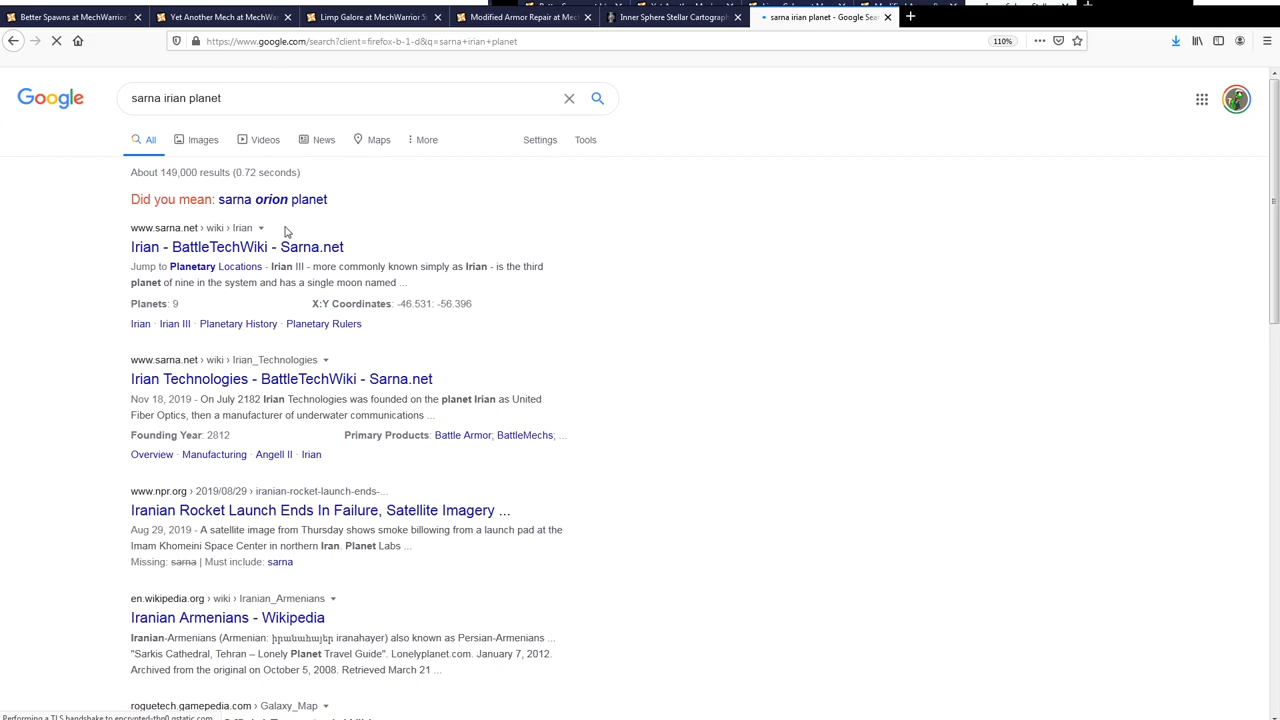 Better Spawns at MechWarrior
Yet Another Mech at MechWar
Limp Galore at MechWarrior 5
Modified Armor Repair at Mech
Inner Sphere Stellar Cartograph
sarna irian planet - Google Sear
https://www.google.com/search?client=firefox-b-1-d&q=sarna+irian+planet
110%
Google
sarna irian planet
All
Images
Videos
News
Maps
More
Settings
Tools
About 149,000 results (0.72 seconds)
Did you mean: sarna orion planet
www.sarna.net › wiki › Irian
Irian - BattleTechWiki - Sarna.net
Jump to Planetary Locations - Irian III - more commonly known simply as Irian - is the third
planet of nine in the system and has a single moon named ...
Planets: 9 X:Y Coordinates: -46.531: -56.396
Irian · Irian III · Planetary History · Planetary Rulers
www.sarna.net › wiki › Irian_Technologies
Irian Technologies - BattleTechWiki - Sarna.net
Nov 18, 2019 - On July 2182 Irian Technologies was founded on the planet Irian as United
Fiber Optics, then a manufacturer of underwater communications ...
Founding Year: 2812 Primary Products: Battle Armor; BattleMechs; ...
Overview · Manufacturing · Angell II · Irian
www.npr.org › 2019/08/29 › iranian-rocket-launch-ends-...
Iranian Rocket Launch Ends In Failure, Satellite Imagery ...
Aug 29, 2019 - A satellite image from Thursday shows smoke billowing from a launch pad at the
Imam Khomeini Space Center in northern Iran. Planet Labs ...
Missing: sarna | Must include: sarna
en.wikipedia.org › wiki › Iranian_Armenians
Iranian Armenians - Wikipedia
Iranian-Armenians (Armenian: իրանահայեր iranahayer) also known as Persian-Armenians ...
"Sarkis Cathedral, Tehran – Lonely Planet Travel Guide". Lonelyplanet.com. January 7, 2012.
Archived from the original on October 5, 2008. Retrieved March 21 ...
roguetech.gamepedia.com › Galaxy_Map
Performing a TLS handshake to encrypted-tbn0.gstatic.com